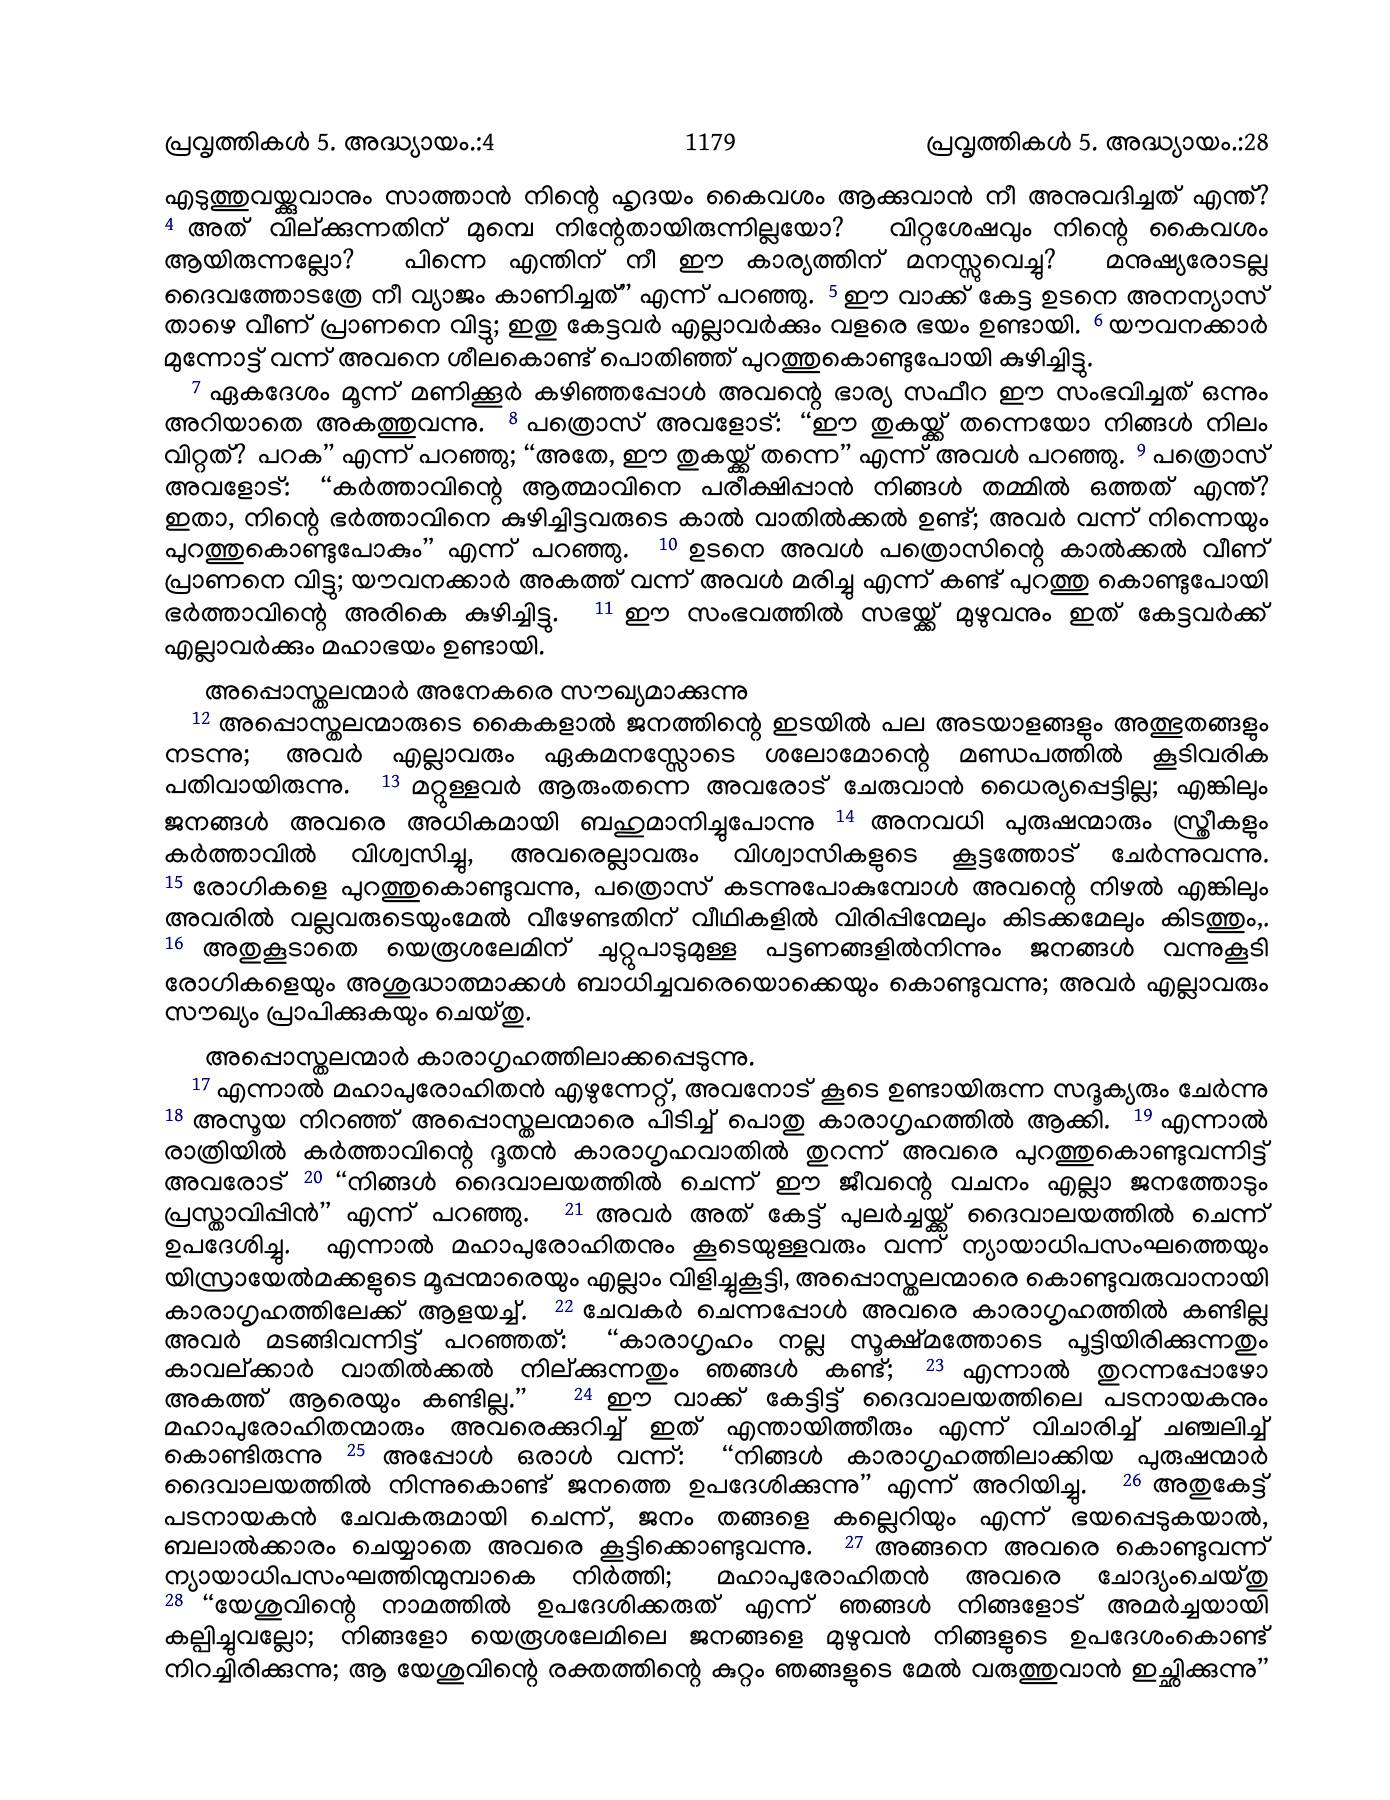 പ്രവൃത്തികൾ 5. അദ്ധ്യായം.:4 1179 പ്രവൃത്തികൾ 5. അദ്ധ്യായം.:28
എടുത്തുവയ്ക്കുവാനും സാത്താൻ നിന്റെ ഹൃദയം കൈവശം ആക്കുവാൻ നീ അനുവദിച്ചത് എന്ത്?
4 അത് വില്ക്കുന്നതിന് മുമ്പെ നിന്റേതായിരുന്നില്ലയോ? വിറ്റശേഷവും നിന്റെ കൈവശം
ആയിരുന്നല്ലോ? പിന്നെ എന്തിന് നീ ഈ കാര്യത്തിന് മനസ്സുവെച്ചു? മനുഷ്യരോടല്ല
ദൈവത്തോടത്രേ നീ വ്യാജം കാണിച്ചത്” എന്ന് പറഞ്ഞു. 5 ഈ വാക്ക് കേട്ട ഉടനെ അനന്യാസ്
താഴെ വീണ് പ്രാണനെ വിട്ടു; ഇതു കേട്ടവർ എല്ലാവർക്കും വളരെ ഭയം ഉണ്ടായി. 6 യൗവനക്കാർ
മുന്നോട്ട് വന്ന് അവനെ ശീലകൊണ്ട് പൊതിഞ്ഞ് പുറത്തുകൊണ്ടുപോയി കുഴിച്ചിട്ടു.
7 ഏകദേശം മൂന്ന് മണിക്കൂർ കഴിഞ്ഞപ്പോൾ അവന്റെ ഭാര്യ സഫീറ ഈ സംഭവിച്ചത് ഒന്നും
അറിയാതെ അകത്തുവന്നു. 8 പത്രൊസ് അവളോട്: “ഈ തുകയ്ക്ക് തന്നെയോ നിങ്ങൾ നിലം
വിറ്റത്? പറക” എന്ന് പറഞ്ഞു; “അതേ, ഈ തുകയ്ക്ക് തന്നെ” എന്ന് അവൾ പറഞ്ഞു. 9 പത്രൊസ്
അവളോട്: “കർത്താവിന്റെ ആത്മാവിനെ പരീക്ഷിപ്പാൻ നിങ്ങൾ തമ്മിൽ ഒത്തത് എന്ത്?
ഇതാ, നിന്റെ ഭർത്താവിനെ കുഴിച്ചിട്ടവരുടെ കാൽ വാതിൽക്കൽ ഉണ്ട്; അവർ വന്ന് നിന്നെയും
പുറത്തുകൊണ്ടുപോകും” എന്ന് പറഞ്ഞു. 10 ഉടനെ അവൾ പത്രൊസിന്റെ കാൽക്കൽ വീണ്
പ്രാണനെ വിട്ടു; യൗവനക്കാർ അകത്ത് വന്ന് അവൾ മരിച്ചു എന്ന് കണ്ട് പുറത്തു കൊണ്ടുപോയി
ഭർത്താവിന്റെ അരികെ കുഴിച്ചിട്ടു. 11 ഈ സംഭവത്തിൽ സഭയ്ക്ക് മുഴുവനും ഇത് കേട്ടവർക്ക്
എല്ലാവർക്കും മഹാഭയം ഉണ്ടായി.
അപ്പൊസ്തലന്മാർ അനേകരെ സൗഖ്യമാക്കുന്നു
12 അപ്പൊസ്തലന്മാരുടെ കൈകളാൽ ജനത്തിന്റെ ഇടയിൽ പല അടയാളങ്ങളും അത്ഭുതങ്ങളും
നടന്നു; അവർ എല്ലാവരും ഏകമനസ്സോടെ ശലോമോന്റെ മണ്ഡപത്തിൽ കൂടിവരിക
പതിവായിരുന്നു. 13 മറ്റുള്ളവർ ആരുംതന്നെ അവരോട് ചേരുവാൻ ധൈര്യപ്പെട്ടില്ല; എങ്കിലും
ജനങ്ങൾ അവരെ അധികമായി ബഹുമാനിച്ചുപോന്നു 14 അനവധി പുരുഷന്മാരും സ്ത്രീകളും
കർത്താവിൽ വിശ്വസിച്ചു, അവരെല്ലാവരും വിശ്വാസികളുടെ കൂട്ടത്തോട് ചേർന്നുവന്നു.
15 രോഗികളെ പുറത്തുകൊണ്ടുവന്നു, പത്രൊസ് കടന്നുപോകുമ്പോൾ അവന്റെ നിഴൽ എങ്കിലും
അവരിൽ വല്ലവരുടെയുംമേൽ വീഴേണ്ടതിന് വീഥികളിൽ വിരിപ്പിന്മേലും കിടക്കമേലും കിടത്തും,.
16 അതുകൂടാതെ യെരൂശലേമിന് ചുറ്റുപാടുമുള്ള പട്ടണങ്ങളിൽനിന്നും ജനങ്ങൾ വന്നുകൂടി
രോഗികളെയും അശുദ്ധാത്മാക്കൾ ബാധിച്ചവരെയൊക്കെയും കൊണ്ടുവന്നു; അവർ എല്ലാവരും
സൗഖ്യം പ്രാപിക്കുകയും ചെയ്തു.
അപ്പൊസ്തലന്മാർ കാരാഗൃഹത്തിലാക്കപ്പെടുന്നു.
17 എന്നാൽ മഹാപുരോഹിതൻ എഴുന്നേറ്റ്, അവനോട് കൂടെ ഉണ്ടായിരുന്ന സദൂക്യരും ചേർന്നു
18 അസൂയ നിറഞ്ഞ് അപ്പൊസ്തലന്മാരെ പിടിച്ച് പൊതു കാരാഗൃഹത്തിൽ ആക്കി. 19 എന്നാൽ
രാത്രിയിൽ കർത്താവിന്റെ ദൂതൻ കാരാഗൃഹവാതിൽ തുറന്ന് അവരെ പുറത്തുകൊണ്ടുവന്നിട്ട്
അവരോട് 20 “നിങ്ങൾ ദൈവാലയത്തിൽ ചെന്ന് ഈ ജീവന്റെ വചനം എല്ലാ ജനത്തോടും
പ്രസ്താവിപ്പിൻ” എന്ന് പറഞ്ഞു. 21 അവർ അത് കേട്ട് പുലർച്ചയ്ക്ക് ദൈവാലയത്തിൽ ചെന്ന്
ഉപദേശിച്ചു. എന്നാൽ മഹാപുരോഹിതനും കൂടെയുള്ളവരും വന്ന് ന്യായാധിപസംഘത്തെയും
യിസ്രായേൽമക്കളുടെ മൂപ്പന്മാരെയും എല്ലാം വിളിച്ചുകൂട്ടി, അപ്പൊസ്തലന്മാരെ കൊണ്ടുവരുവാനായി
കാരാഗൃഹത്തിലേക്ക് ആളയച്ച്. 22 ചേവകർ ചെന്നപ്പോൾ അവരെ കാരാഗൃഹത്തിൽ കണ്ടില്ല
അവർ മടങ്ങിവന്നിട്ട് പറഞ്ഞത്: “കാരാഗൃഹം നല്ല സൂക്ഷ്മത്തോടെ പൂട്ടിയിരിക്കുന്നതും
കാവല്ക്കാർ വാതിൽക്കൽ നില്ക്കുന്നതും ഞങ്ങൾ കണ്ട്; 23 എന്നാൽ തുറന്നപ്പോഴോ
അകത്ത് ആരെയും കണ്ടില്ല.” 24 ഈ വാക്ക് കേട്ടിട്ട് ദൈവാലയത്തിലെ പടനായകനും
മഹാപുരോഹിതന്മാരും അവരെക്കുറിച്ച് ഇത് എന്തായിത്തീരും എന്ന് വിചാരിച്ച് ചഞ്ചലിച്ച്
കൊണ്ടിരുന്നു 25 അപ്പോൾ ഒരാൾ വന്ന്: “നിങ്ങൾ കാരാഗൃഹത്തിലാക്കിയ പുരുഷന്മാർ
ദൈവാലയത്തിൽ നിന്നുകൊണ്ട് ജനത്തെ ഉപദേശിക്കുന്നു” എന്ന് അറിയിച്ചു. 26 അതുകേട്ട്
പടനായകൻ ചേവകരുമായി ചെന്ന്, ജനം തങ്ങളെ കല്ലെറിയും എന്ന് ഭയപ്പെടുകയാൽ,
ബലാൽക്കാരം ചെയ്യാതെ അവരെ കൂട്ടിക്കൊണ്ടുവന്നു. 27 അങ്ങനെ അവരെ കൊണ്ടുവന്ന്
ന്യായാധിപസംഘത്തിന്മുമ്പാകെ നിർത്തി; മഹാപുരോഹിതൻ അവരെ ചോദ്യംചെയ്തു
28 “യേശുവിന്റെ നാമത്തിൽ ഉപദേശിക്കരുത് എന്ന് ഞങ്ങൾ നിങ്ങളോട് അമർച്ചയായി
കല്പിച്ചുവല്ലോ; നിങ്ങളോ യെരൂശലേമിലെ ജനങ്ങളെ മുഴുവൻ നിങ്ങളുടെ ഉപദേശംകൊണ്ട്
നിറച്ചിരിക്കുന്നു; ആ യേശുവിന്റെ രക്തത്തിന്റെ കുറ്റം ഞങ്ങളുടെ മേൽ വരുത്തുവാൻ ഇച്ഛിക്കുന്നു”